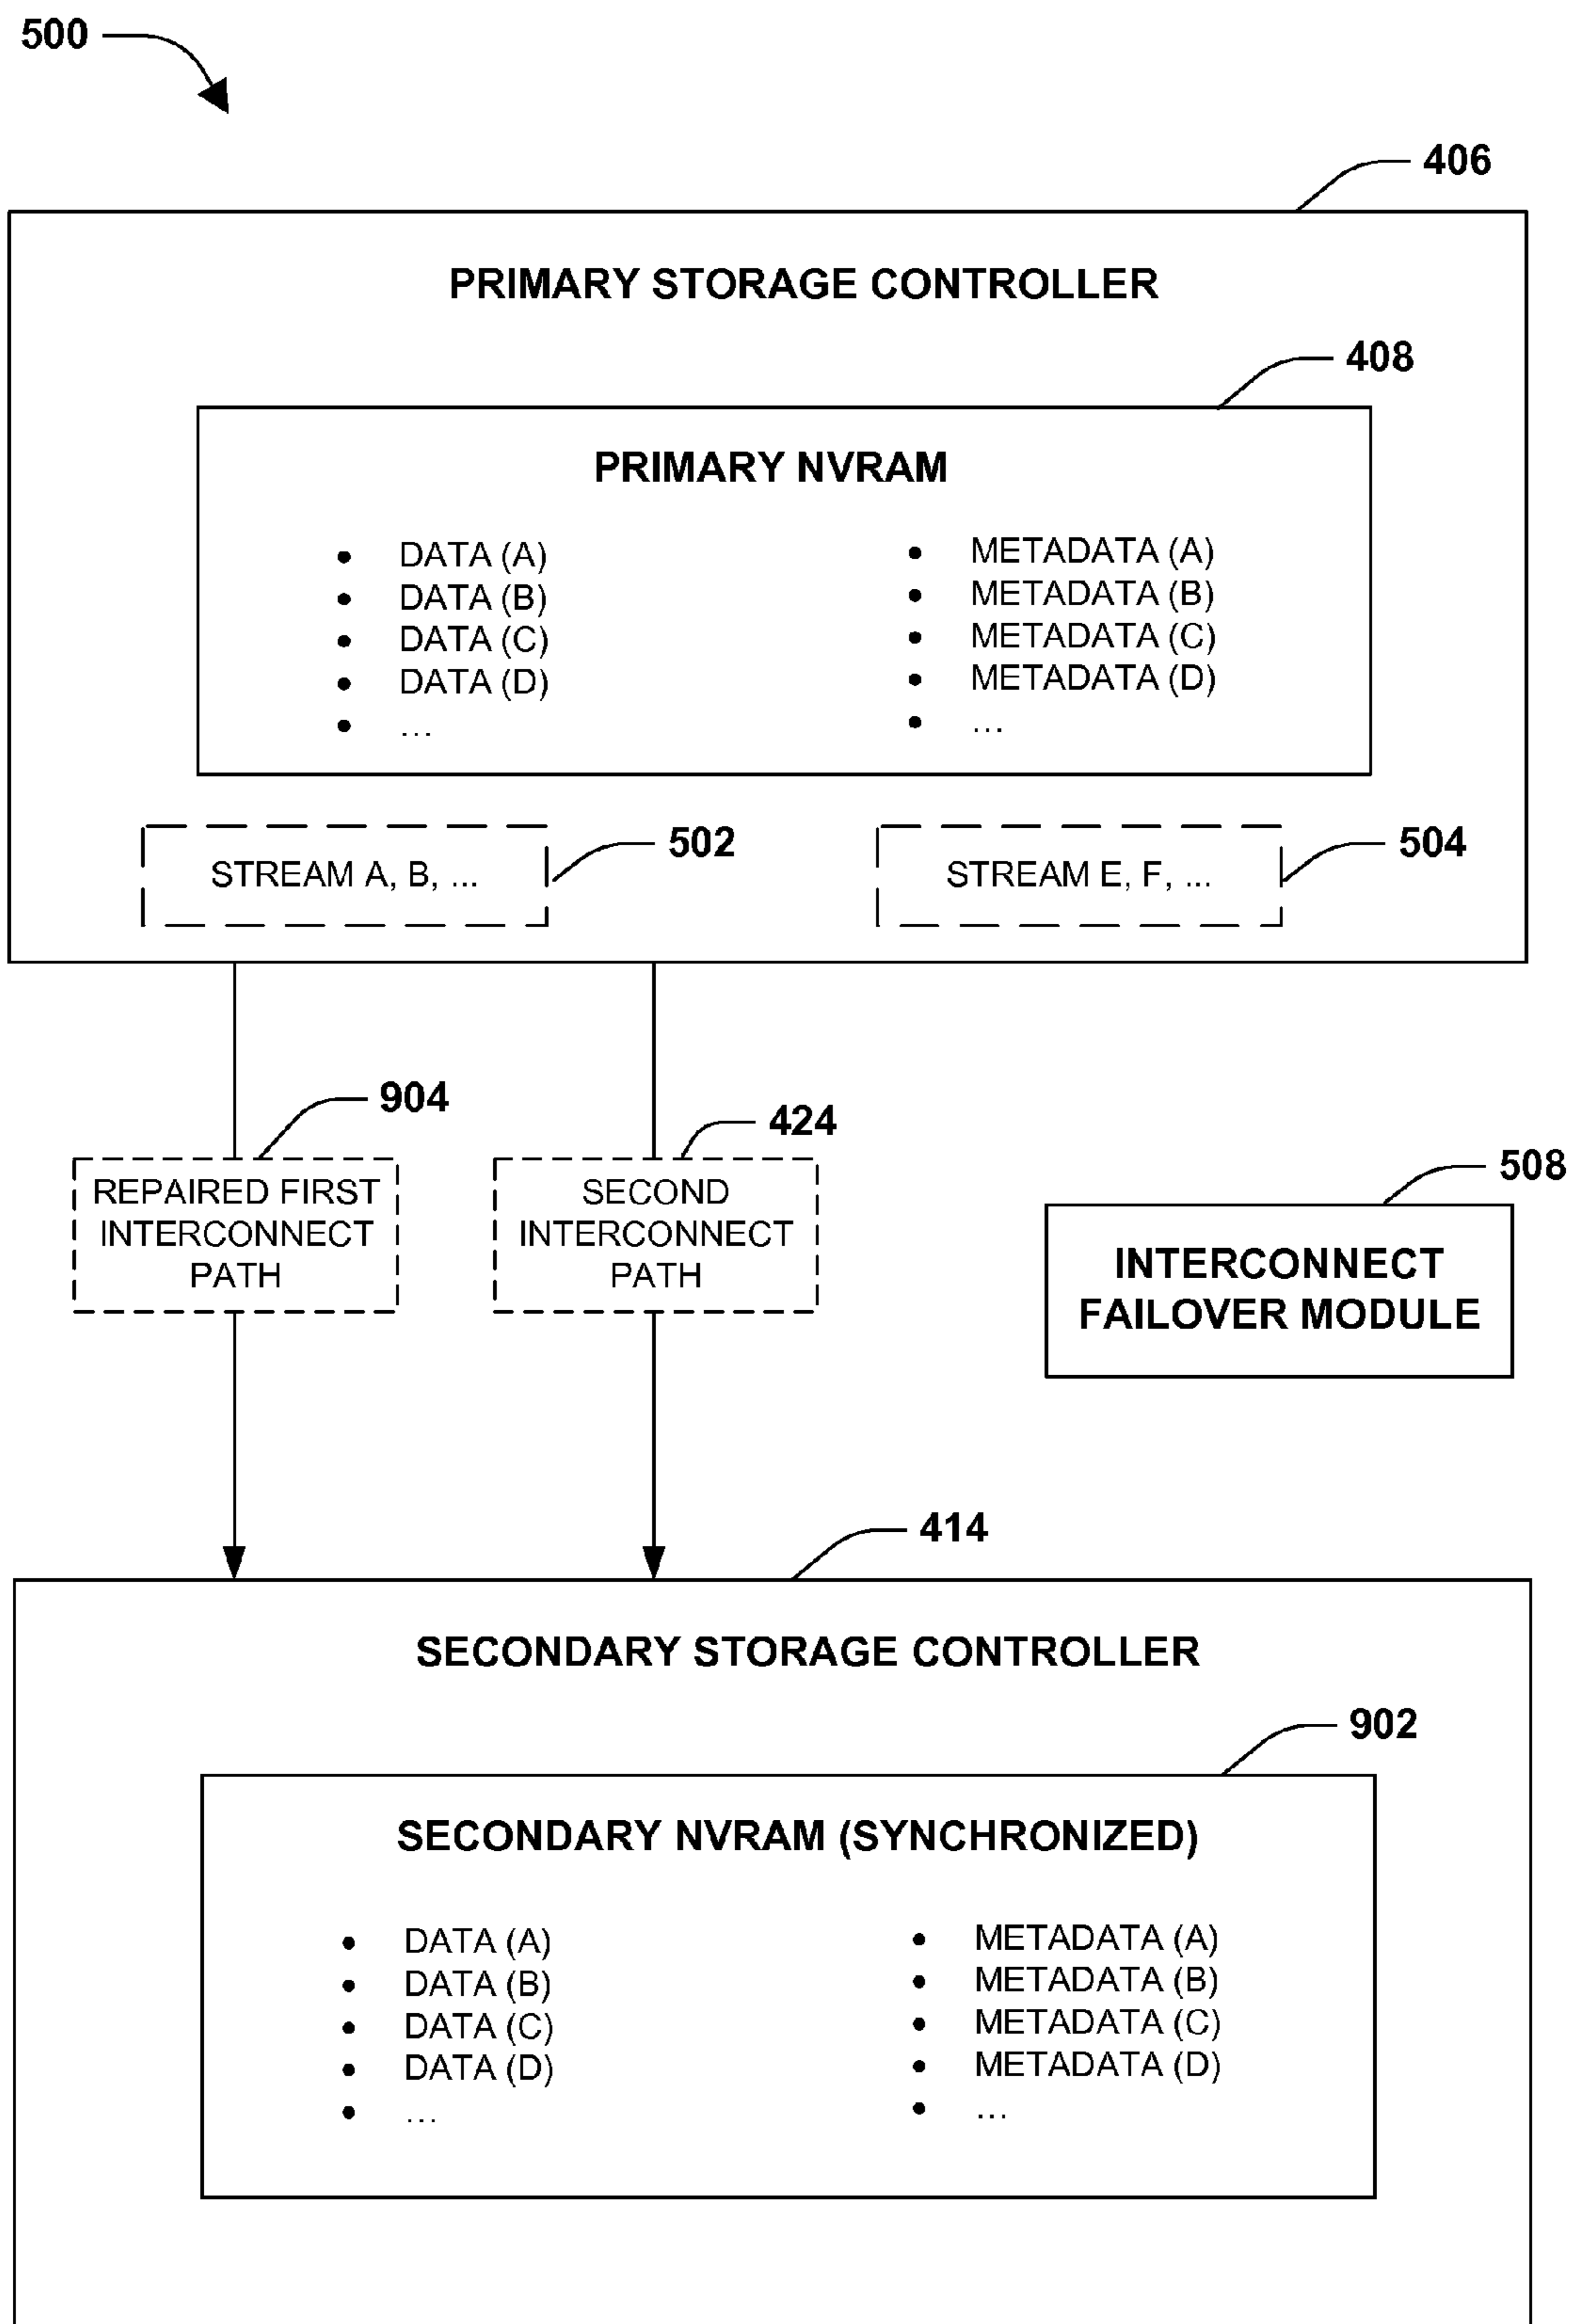 500
406
PRIMARY STORAGE CONTROLLER
408
PRIMARY NVRAM
• DATA (A)
• DATA (B)
• DATA (C)
• DATA (D)
• ...
• METADATA (A)
• METADATA (B)
• METADATA (C)
• METADATA (D)
• ...
STREAM A, B, ...
502
STREAM E, F, ...
504
904
REPAIRED FIRST
INTERCONNECT
PATH
424
SECOND
INTERCONNECT
PATH
508
INTERCONNECT
FAILOVER MODULE
414
SECONDARY STORAGE CONTROLLER
902
SECONDARY NVRAM (SYNCHRONIZED)
• DATA (A)
• DATA (B)
• DATA (C)
• DATA (D)
• ...
• METADATA (A)
• METADATA (B)
• METADATA (C)
• METADATA (D)
• ...